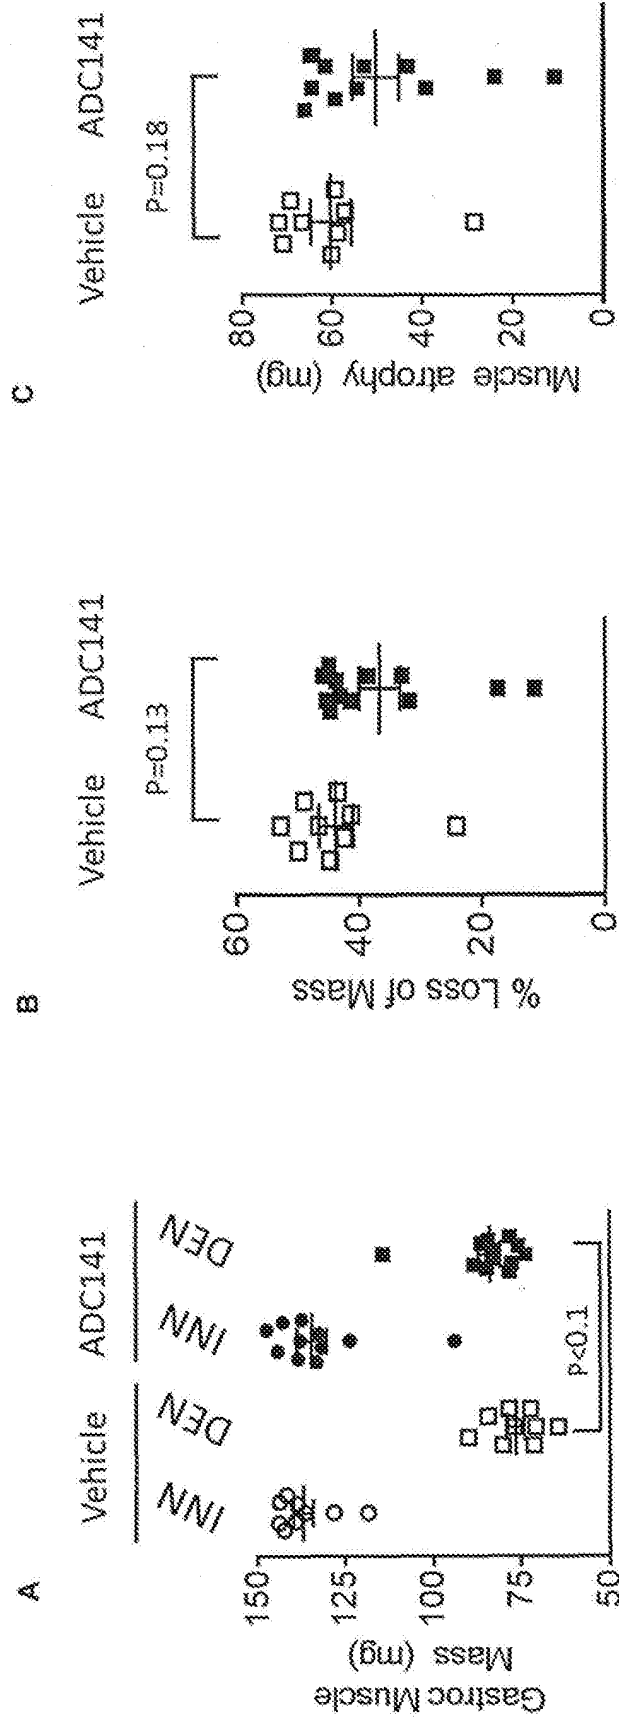 A
Vehicle
ADC141
INN
DEN
INN
DEN
150
125
100
75
50
Gastroc Muscle
Mass (mg)
P<0.1
B
Vehicle
ADC141
P=0.13
60
40
20
0
% Loss of Mass
C
Vehicle
ADC141
P=0.18
80
60
40
20
0
Muscle atrophy (mg)